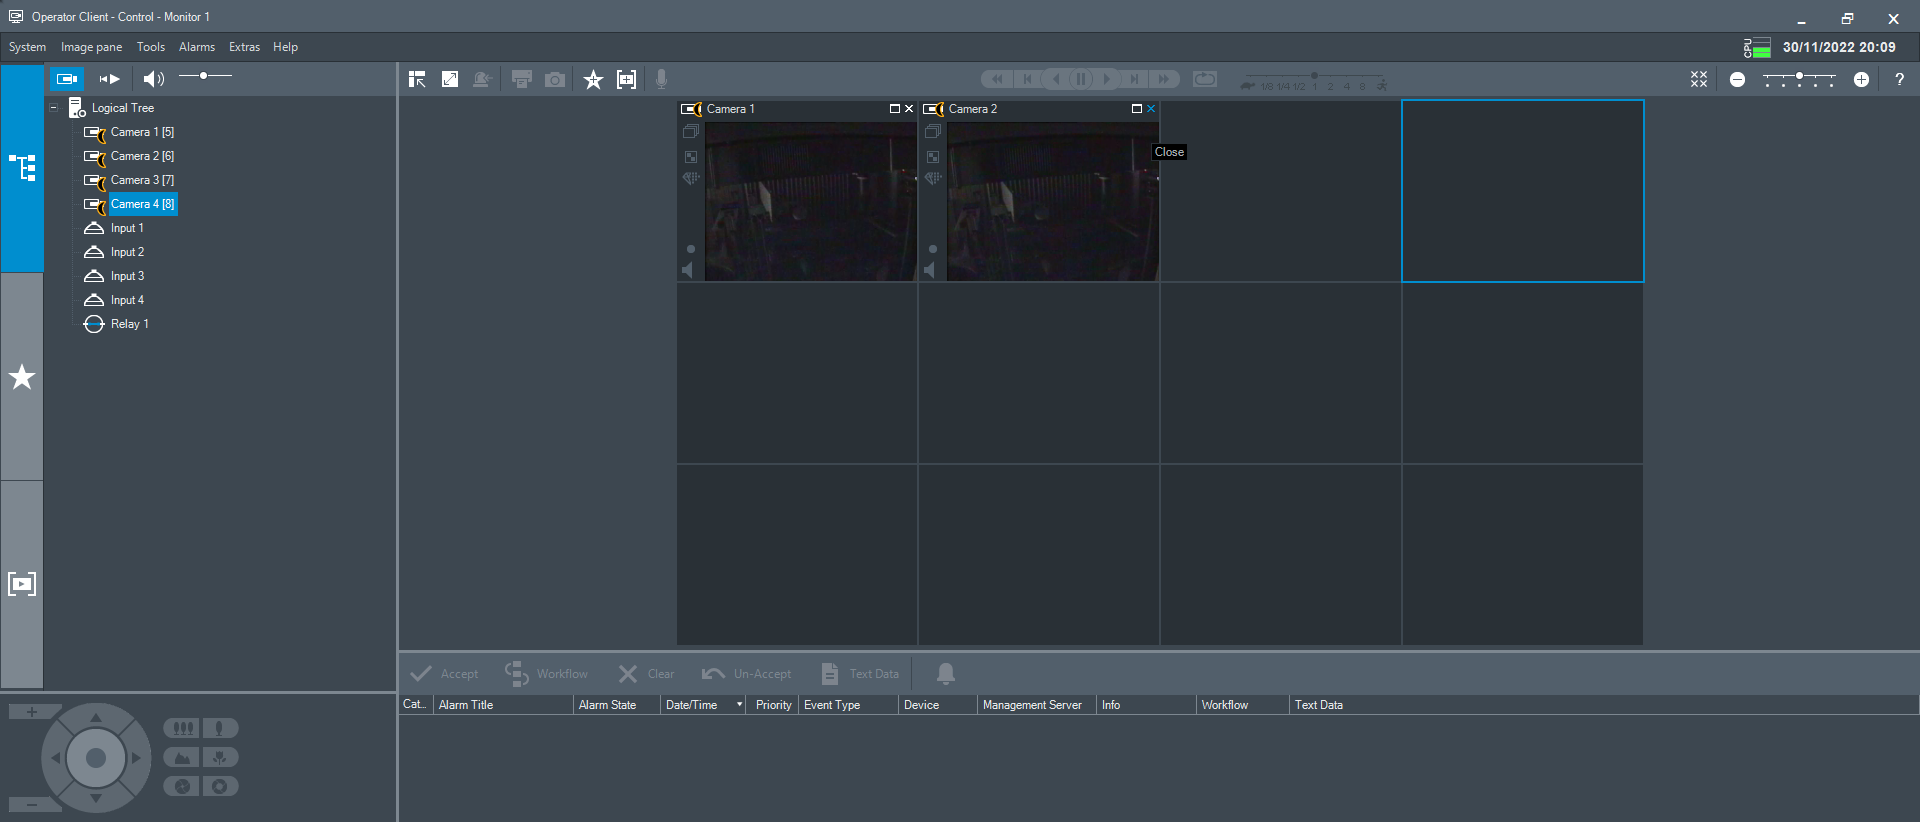 Operator Client - Control - Monitor 1
System Image pane Tools Alarms Extras Help
CPU 30/11/2022 20:09
1/8 1/4 1/2 1 2 4 8
?
Logical Tree
Camera 1 [5]
Camera 2 [6]
Camera 3 [7]
Camera 4 [8]
Input 1
Input 2
Input 3
Input 4
Relay 1
Camera 1
Camera 2
Close
Accept Workflow Clear Un-Accept Text Data
Cat... Alarm Title Alarm State Date/Time Priority Event Type Device Management Server Info Workflow Text Data